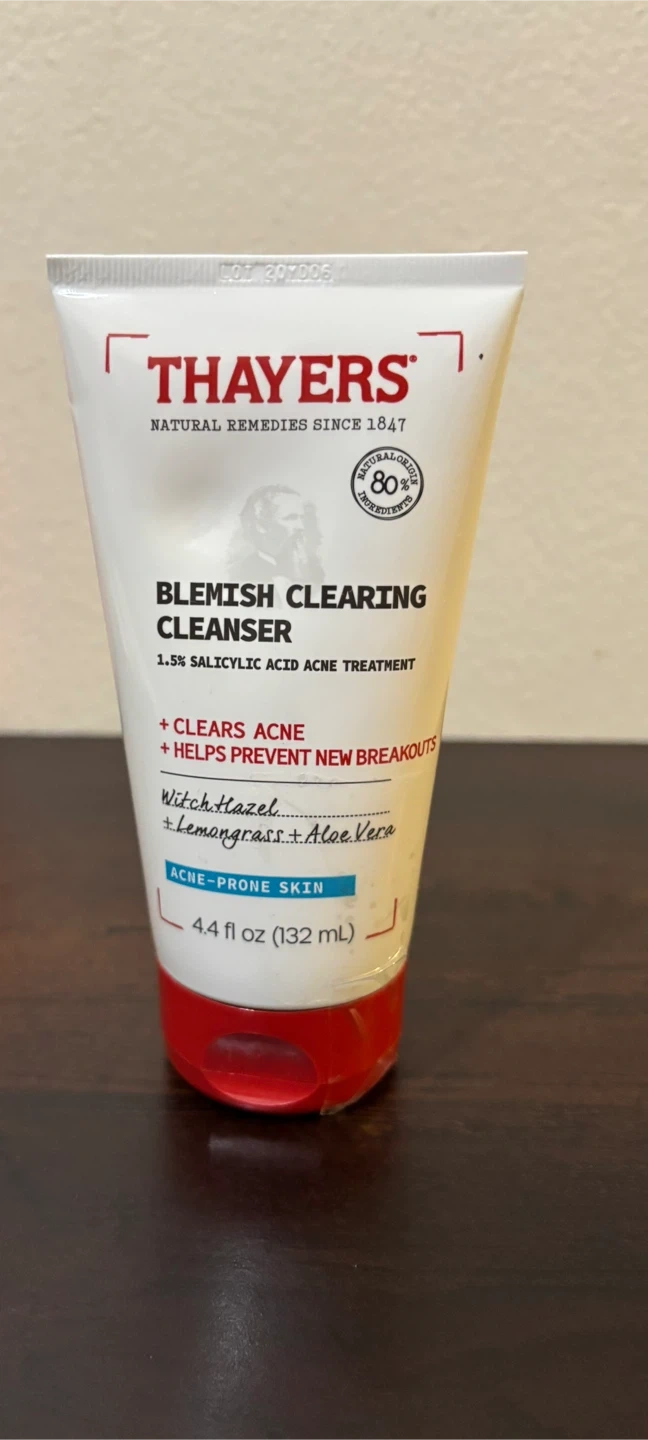 LOT 20Y006
THAYERS®
NATURAL REMEDIES SINCE 1847
NATURAL ORIGIN
80%
INGREDIENTS
BLEMISH CLEARING
CLEANSER
1.5% SALICYLIC ACID ACNE TREATMENT
+ CLEARS ACNE
+ HELPS PREVENT NEW BREAKOUTS
Witch Hazel
+ Lemongrass + Aloe Vera
ACNE-PRONE SKIN
4.4 fl oz (132 mL)